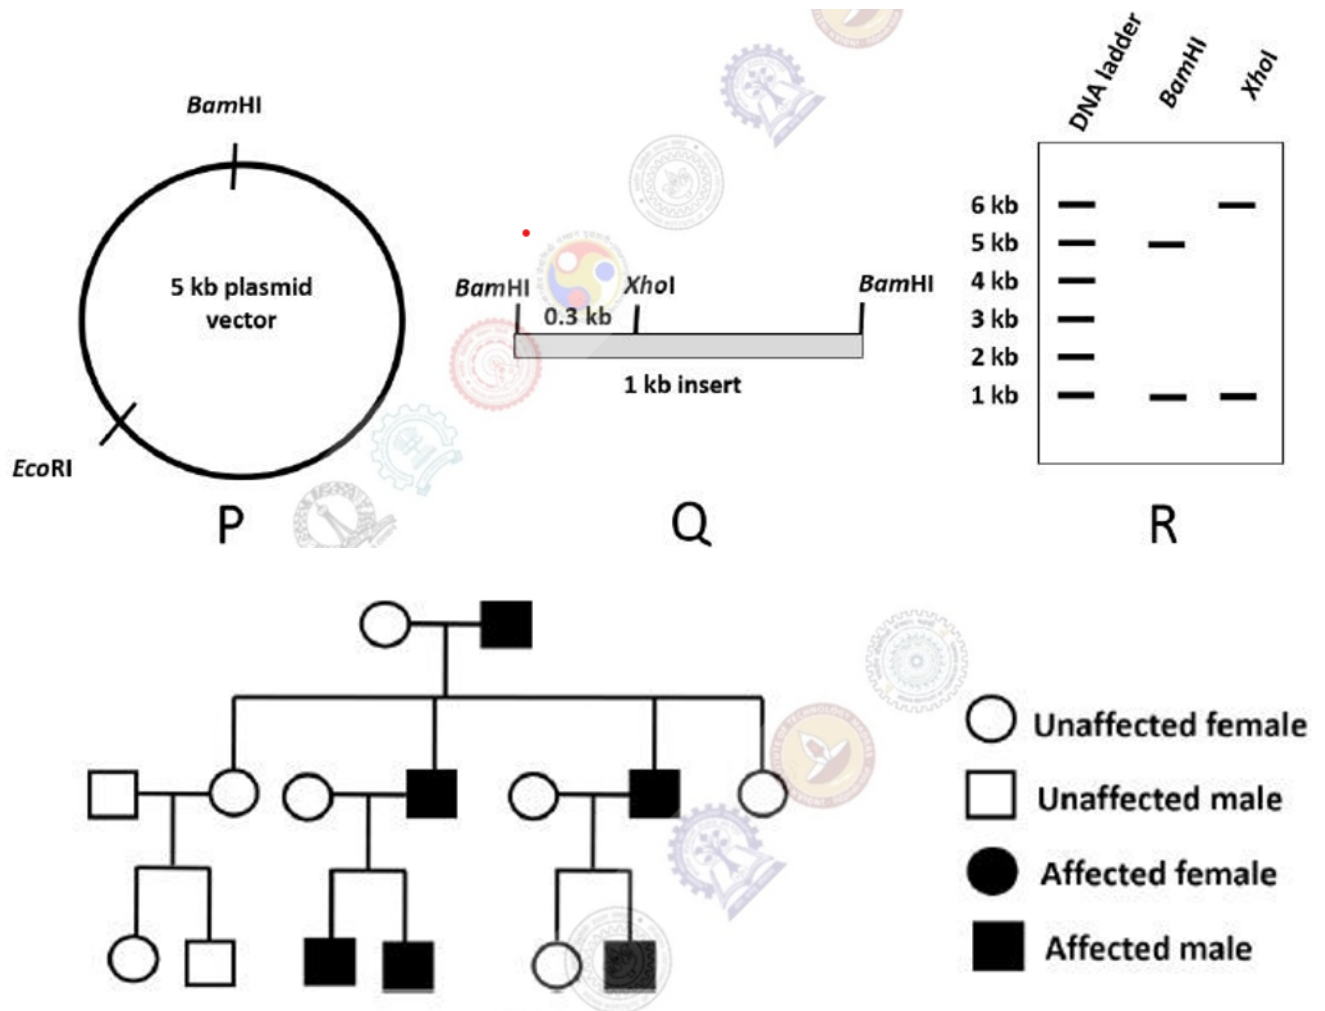 BamHI
5 kb plasmid
vector
EcoRI
P
BamHI
XhoI
BamHI
0.3 kb
1 kb insert
Q
DNA ladder
BamHI
XhoI
6 kb
5 kb
4 kb
3 kb
2 kb
1 kb
R
Unaffected female
Unaffected male
Affected female
Affected male